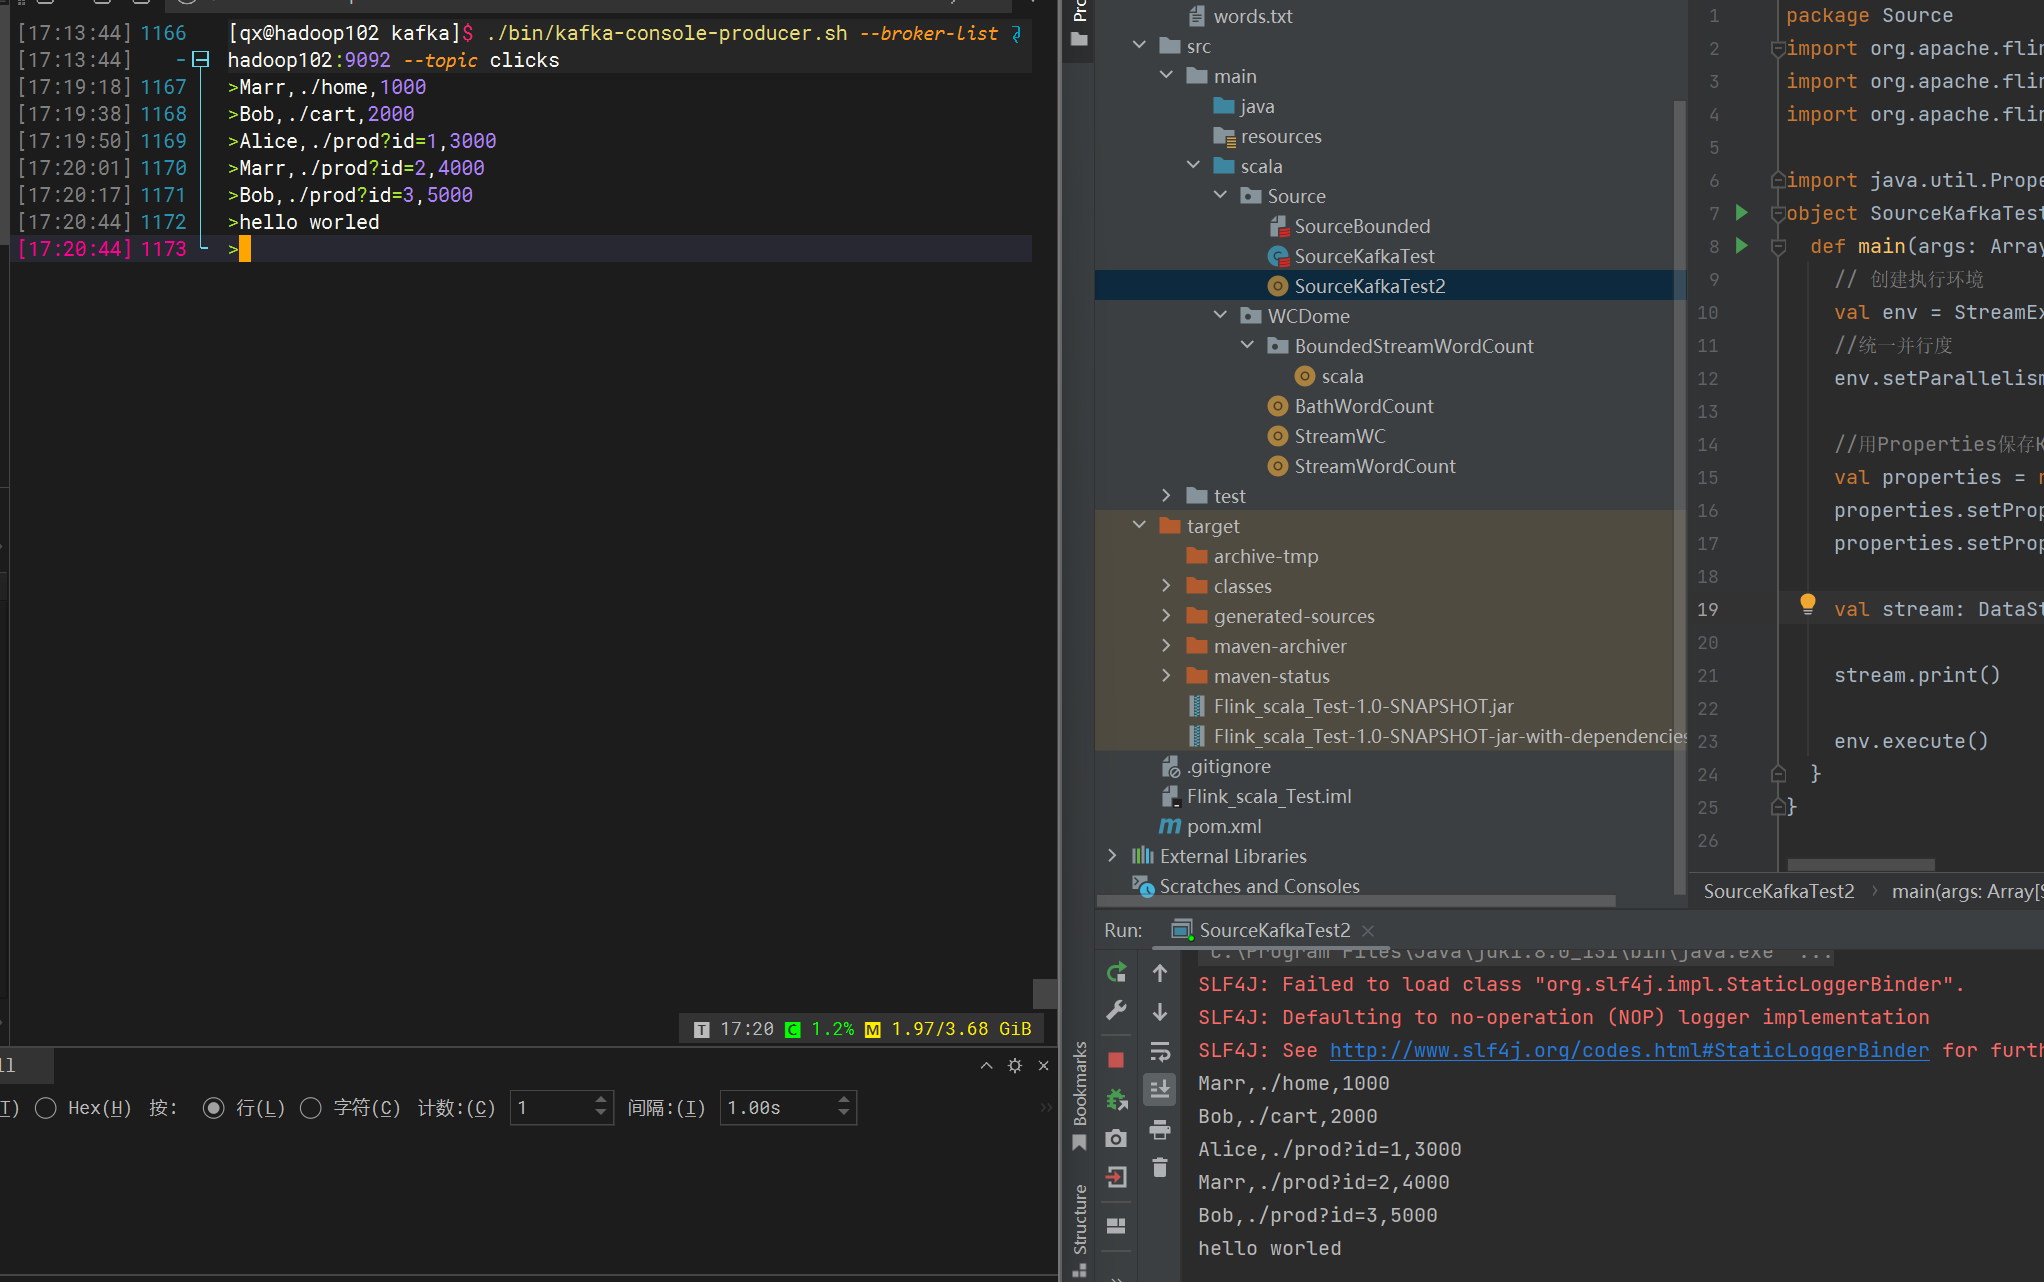 [17:13:44] 1166 [qx@hadoop102 kafka]$ ./bin/kafka-console-producer.sh --broker-list
[17:13:44] - hadoop102:9092 --topic clicks
[17:19:18] 1167 >Marr,./home,1000
[17:19:38] 1168 >Bob,./cart,2000
[17:19:50] 1169 >Alice,./prod?id=1,3000
[17:20:01] 1170 >Marr,./prod?id=2,4000
[17:20:17] 1171 >Bob,./prod?id=3,5000
[17:20:44] 1172 >hello worled
[17:20:44] 1173 >
T 17:20 C 1.2% M 1.97/3.68 GiB
Hex(H) 按: 行(L) 字符(C) 计数:(C) 1 间隔:(I) 1.00s
words.txt
src
main
java
resources
scala
Source
SourceBounded
SourceKafkaTest
SourceKafkaTest2
WCDome
BoundedStreamWordCount
scala
BathWordCount
StreamWC
StreamWordCount
test
target
archive-tmp
classes
generated-sources
maven-archiver
maven-status
Flink_scala_Test-1.0-SNAPSHOT.jar
Flink_scala_Test-1.0-SNAPSHOT-jar-with-dependencies
.gitignore
Flink_scala_Test.iml
pom.xml
External Libraries
Scratches and Consoles
1 package Source
2 import org.apache.flin
3 import org.apache.flin
4 import org.apache.flin
5
6 import java.util.Prope
7 object SourceKafkaTest
8 def main(args: Array
9 // 创建执行环境
10 val env = StreamEx
11 //统一并行度
12 env.setParallelism
13
14 //用Properties保存K
15 val properties = n
16 properties.setProp
17 properties.setProp
18
19 val stream: DataSt
20
21 stream.print()
22
23 env.execute()
24 }
25 }
26
SourceKafkaTest2 main(args: Array[S
Run: SourceKafkaTest2
SLF4J: Failed to load class "org.slf4j.impl.StaticLoggerBinder".
SLF4J: Defaulting to no-operation (NOP) logger implementation
SLF4J: See http://www.slf4j.org/codes.html#StaticLoggerBinder for furth
Marr,./home,1000
Bob,./cart,2000
Alice,./prod?id=1,3000
Marr,./prod?id=2,4000
Bob,./prod?id=3,5000
hello worled
Bookmarks
Structure